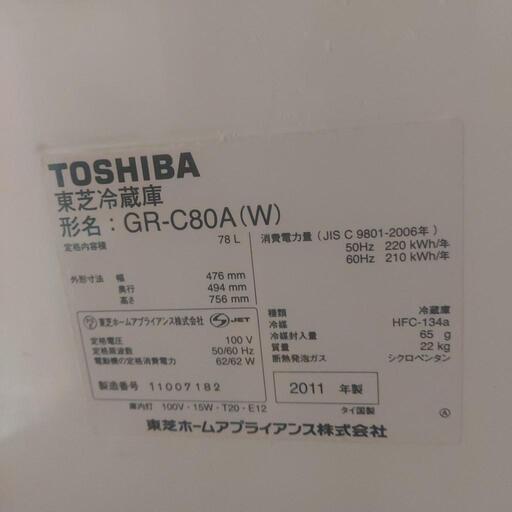 TOSHIBA
東芝冷蔵庫
形名：GR-C80A(W)
定格内容積 78 L
外形寸法 幅 476 mm
奥行 494 mm
高さ 756 mm
東芝ホームアプライアンス株式会社 JET
定格電圧 100 V
定格周波数 50/60 Hz
電動機の定格消費電力 62/62 W
製造番号 11007182
庫内灯 100V・15W・T20・E12
消費電力量 (JIS C 9801-2006年)
50Hz 220 kWh/年
60Hz 210 kWh/年
種類 冷蔵庫
冷媒 HFC-134a
冷媒封入量 65 g
質量 22 kg
断熱発泡ガス シクロペンタン
2011 年製
タイ国製
Ⓐ
東芝ホームアプライアンス株式会社